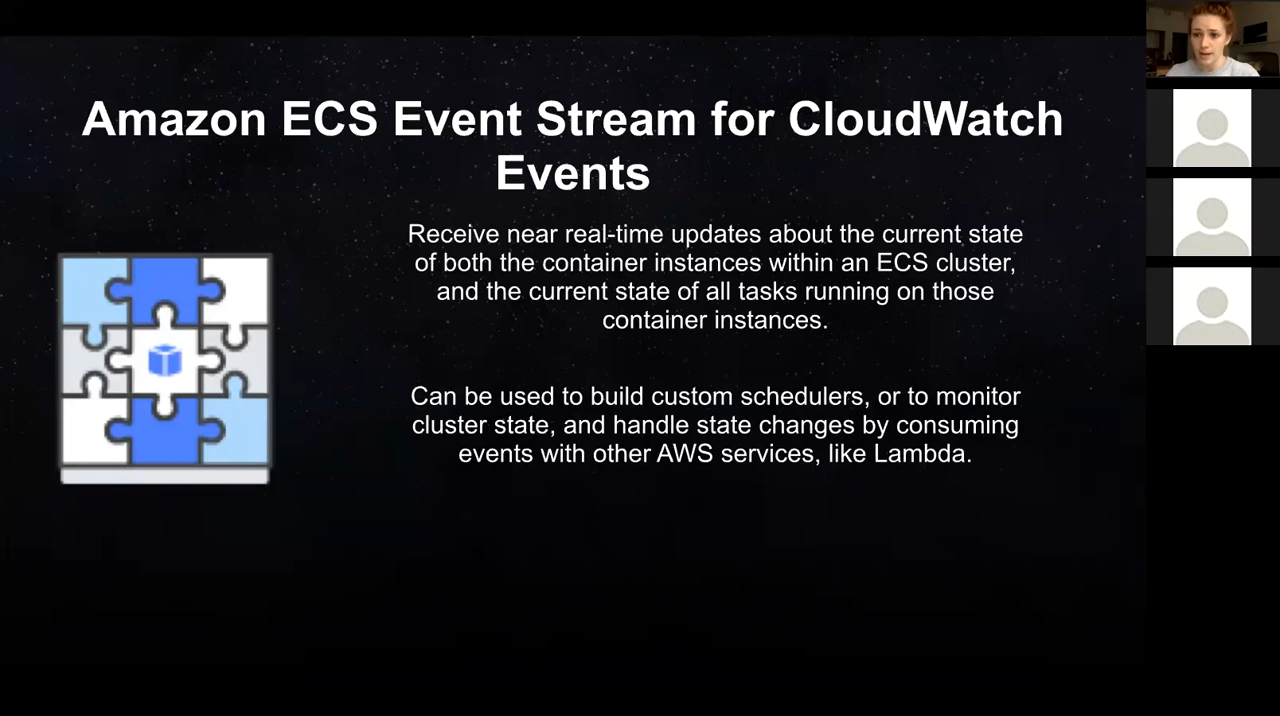 Amazon ECS Event Stream for CloudWatch
Events
Receive near real-time updates about the current state
of both the container instances within an ECS cluster,
and the current state of all tasks running on those
container instances.
Can be used to build custom schedulers, or to monitor
cluster state, and handle state changes by consuming
events with other AWS services, like Lambda.